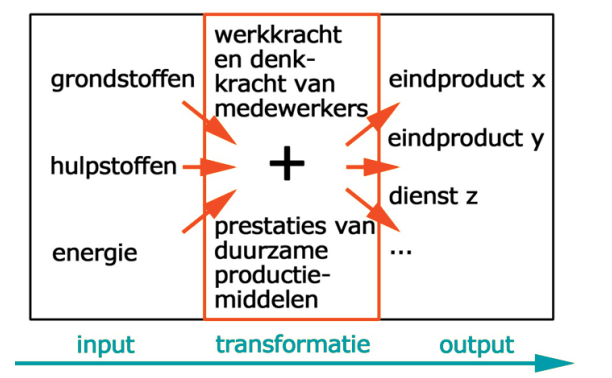 grondstoffen
hulpstoffen
energie
werkkracht
en denk-
kracht van
medewerkers
+
prestaties van
duurzame
productie-
middelen
eindproduct x
eindproduct y
dienst z
...
input
transformatie
output